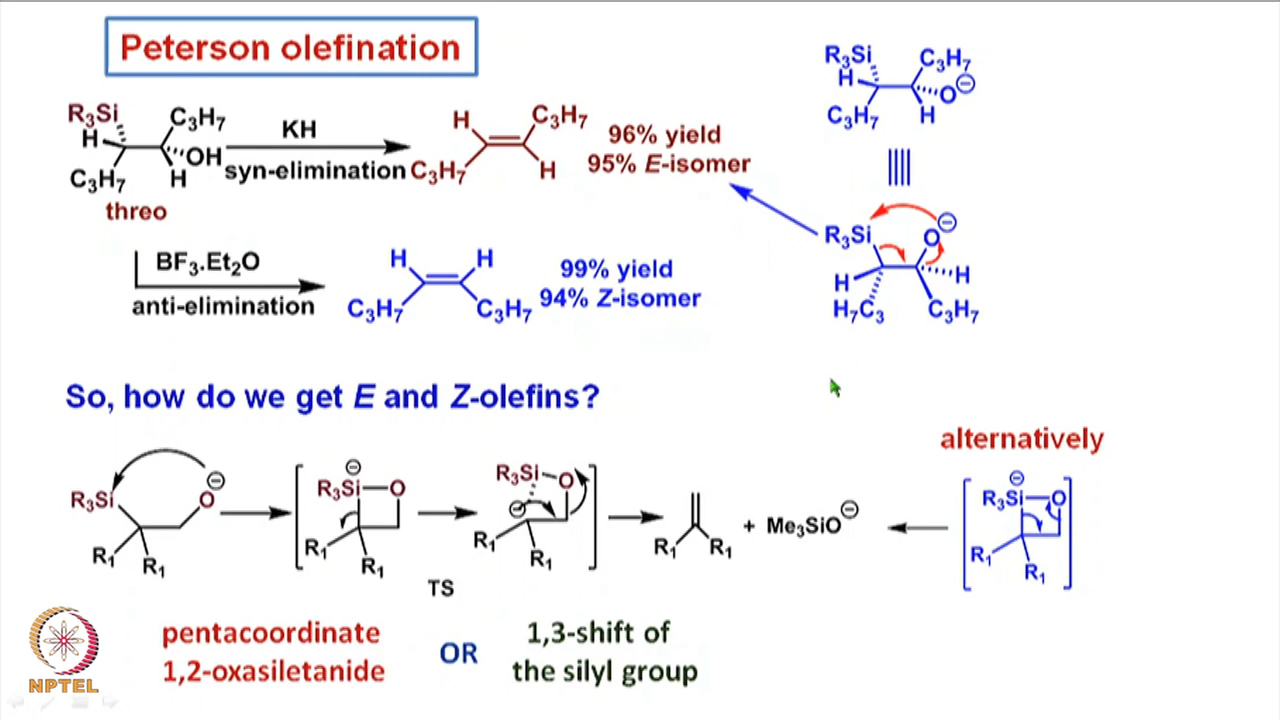 Peterson olefination
R₃Si
H
C₃H₇
OH
C₃H₇
H
threo
KH
syn-elimination
H
C₃H₇
C₃H₇
H
96% yield
95% E-isomer
BF₃.Et₂O
anti-elimination
H
H
C₃H₇
C₃H₇
99% yield
94% Z-isomer
R₃Si
H
C₃H₇
O⊖
C₃H₇
H
R₃Si
⊖
O
H
H
H₇C₃
C₃H₇
So, how do we get E and Z-olefins?
R₃Si
⊖
O
R₁
R₁
⊖
R₃Si
O
R₁
R₁
R₃Si
O
⊖
R₁
R₁
TS
R₁
R₁
+ Me₃SiO⊖
alternatively
⊖
R₃Si
O
R₁
R₁
pentacoordinate
1,2-oxasiletanide
OR
1,3-shift of
the silyl group
NPTEL